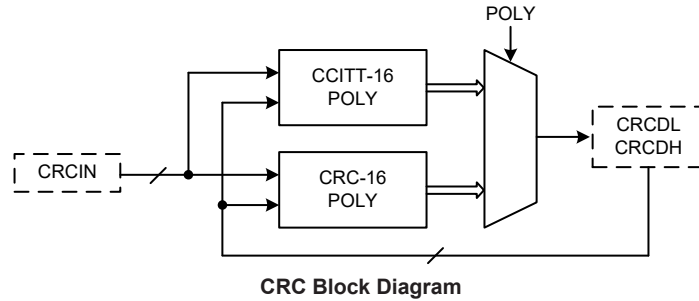 POLY
CCITT-16
POLY
CRCDL
CRCDH
CRCIN
CRC-16
POLY
CRC Block Diagram